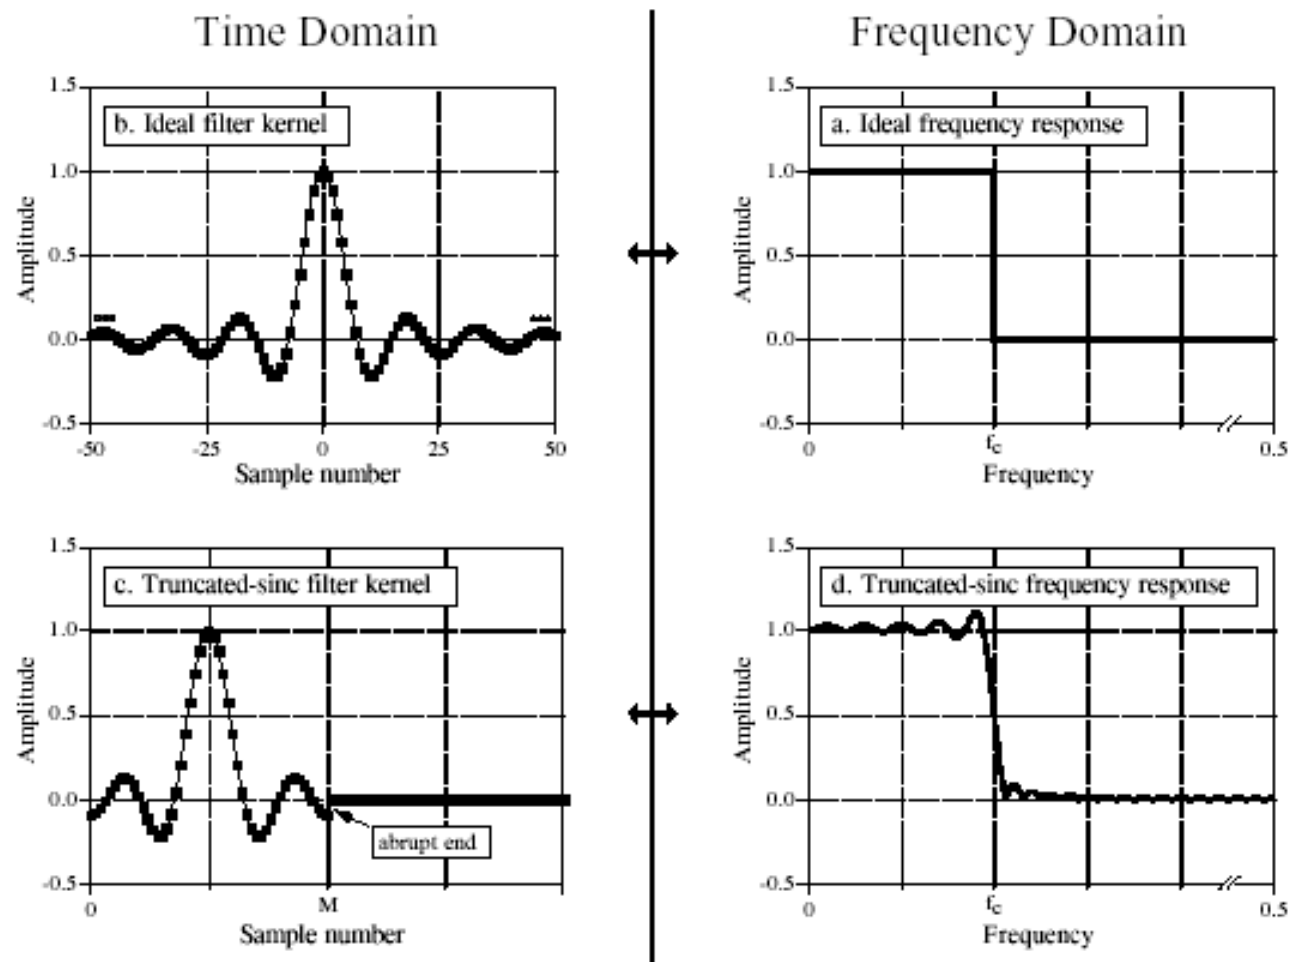 Time Domain
Frequency Domain
b. Ideal filter kernel
1.5
1.0
0.5
0.0
-0.5
Amplitude
-50 -25 0 25 50
Sample number
a. Ideal frequency response
1.5
1.0
0.5
0.0
-0.5
Amplitude
0 fc 0.5
Frequency
c. Truncated-sinc filter kernel
1.5
1.0
0.5
0.0
-0.5
Amplitude
abrupt end
0 M
Sample number
d. Truncated-sinc frequency response
1.5
1.0
0.5
0.0
-0.5
Amplitude
0 fc 0.5
Frequency